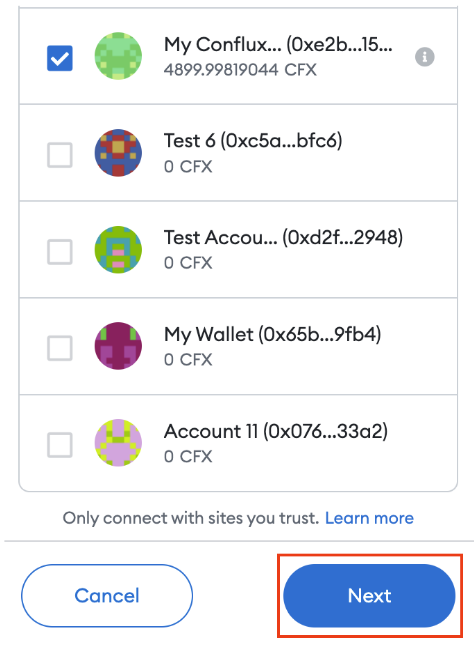 My Conflux... (0xe2b...15...
4899.99819044 CFX
Test 6 (0xc5a...bfc6)
0 CFX
Test Accou... (0xd2f...2948)
0 CFX
My Wallet (0x65b...9fb4)
0 CFX
Account 11 (0x076...33a2)
0 CFX
Only connect with sites you trust. Learn more
Cancel
Next